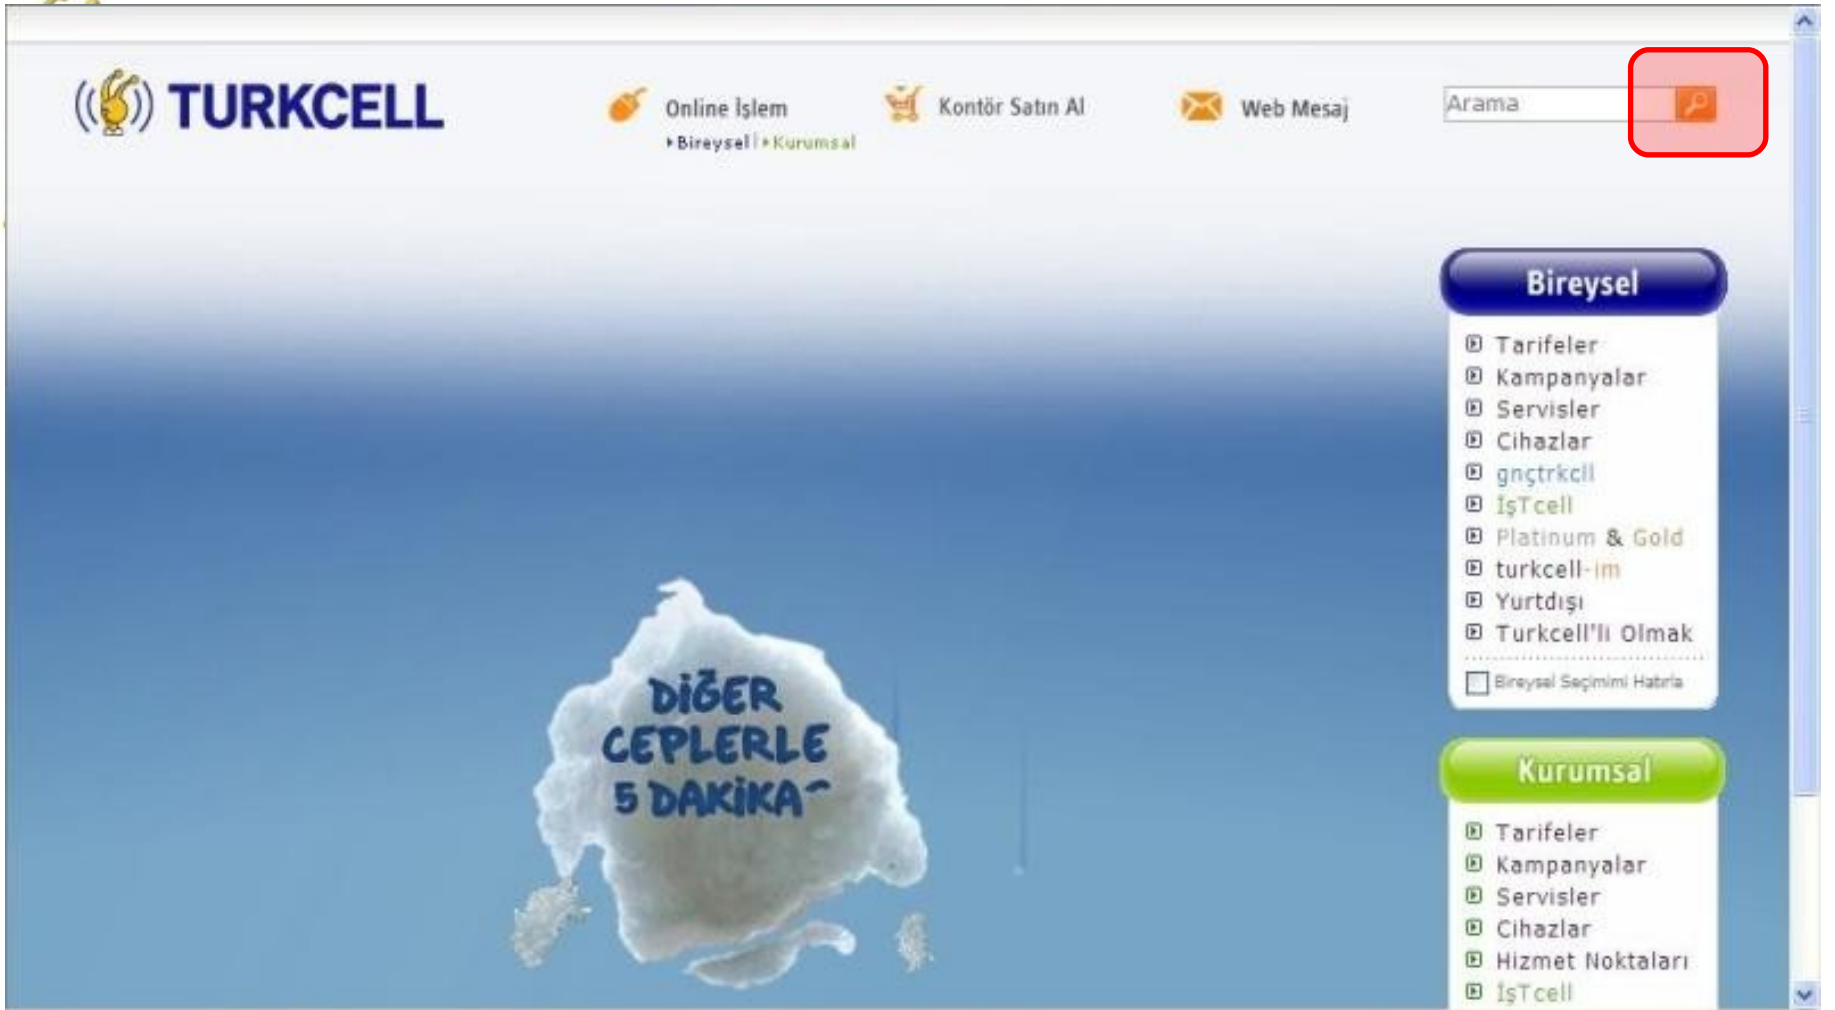 TURKCELL
Online İşlem
Bireysel | Kurumsal
Kontör Satın Al
Web Mesaj
Arama
Bireysel
Tarifeler
Kampanyalar
Servisler
Cihazlar
gnçtrkcll
İşTcell
Platinum & Gold
turkcell-im
Yurtdışı
Turkcell'li Olmak
Bireysel Seçimimi Hatırla
DİĞER
CEPLERLE
5 DAKİKA
Kurumsal
Tarifeler
Kampanyalar
Servisler
Cihazlar
Hizmet Noktaları
İşTcell